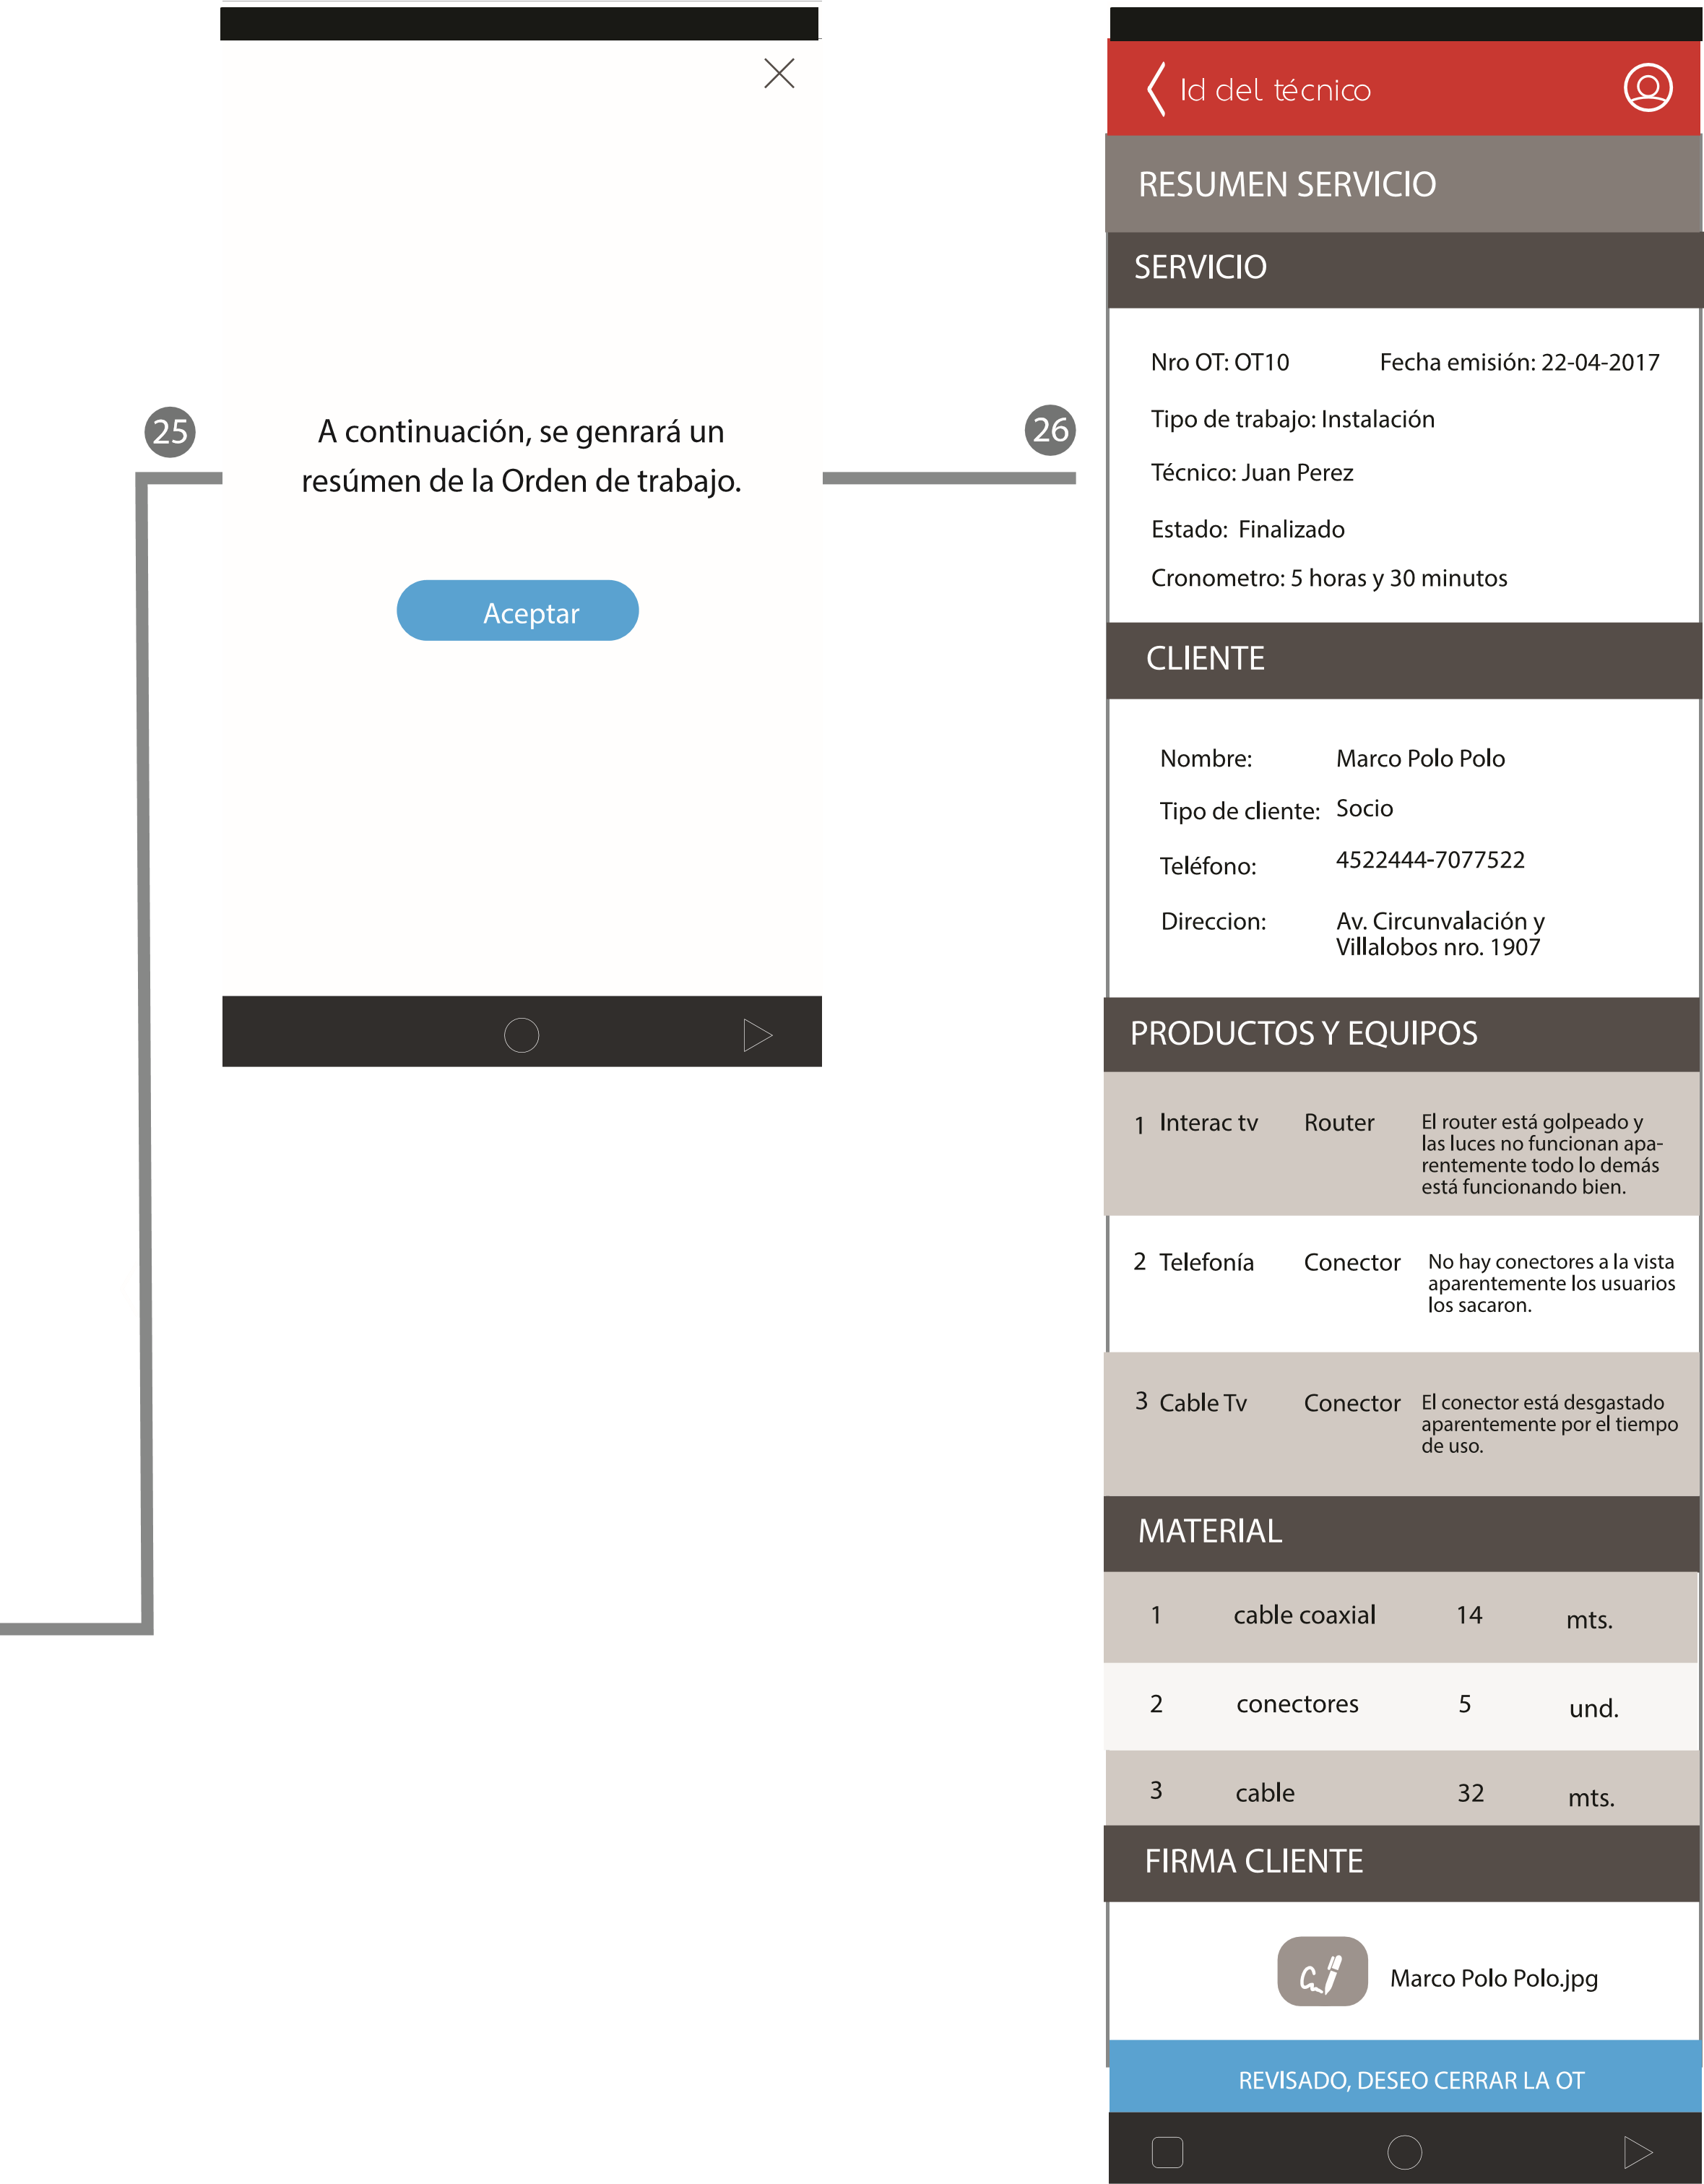 25
A continuación, se genrará un
resúmen de la Orden de trabajo.
Aceptar
26
Id del técnico
RESUMEN SERVICIO
SERVICIO
Nro OT: OT10 Fecha emisión: 22-04-2017
Tipo de trabajo: Instalación
Técnico: Juan Perez
Estado: Finalizado
Cronometro: 5 horas y 30 minutos
CLIENTE
Nombre: Marco Polo Polo
Tipo de cliente: Socio
Teléfono: 4522444-7077522
Direccion: Av. Circunvalación y
Villalobos nro. 1907
PRODUCTOS Y EQUIPOS
1 Interac tv Router El router está golpeado y
las luces no funcionan apa-
rentemente todo lo demás
está funcionando bien.
2 Telefonía Conector No hay conectores a la vista
aparentemente los usuarios
los sacaron.
3 Cable Tv Conector El conector está desgastado
aparentemente por el tiempo
de uso.
MATERIAL
1 cable coaxial 14 mts.
2 conectores 5 und.
3 cable 32 mts.
FIRMA CLIENTE
Marco Polo Polo.jpg
REVISADO, DESEO CERRAR LA OT